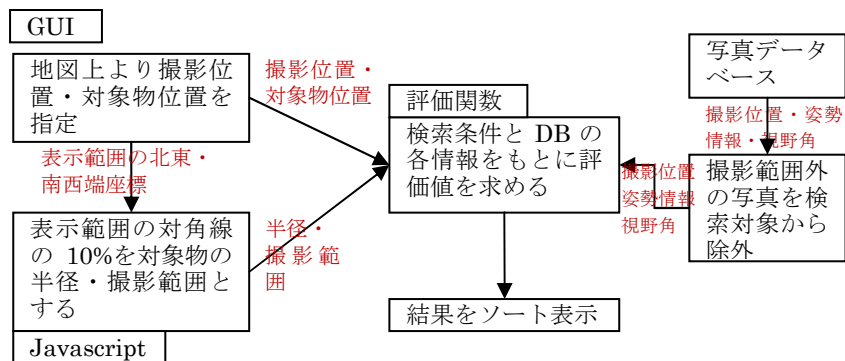 GUI
地図上より撮影位
置・対象物位置を
指定
撮影位置・
対象物位置
表示範囲の北東・
南西端座標
表示範囲の対角線
の 10%を対象物の
半径・撮影範囲と
する
Javascript
半径・
撮影範
囲
評価関数
検索条件と DB の
各情報をもとに評
価値を求める
結果をソート表示
写真データ
ベース
撮影位置・姿勢
情報・視野角
撮影位置
姿勢情報
視野角
撮影範囲外
の写真を検
索対象から
除外